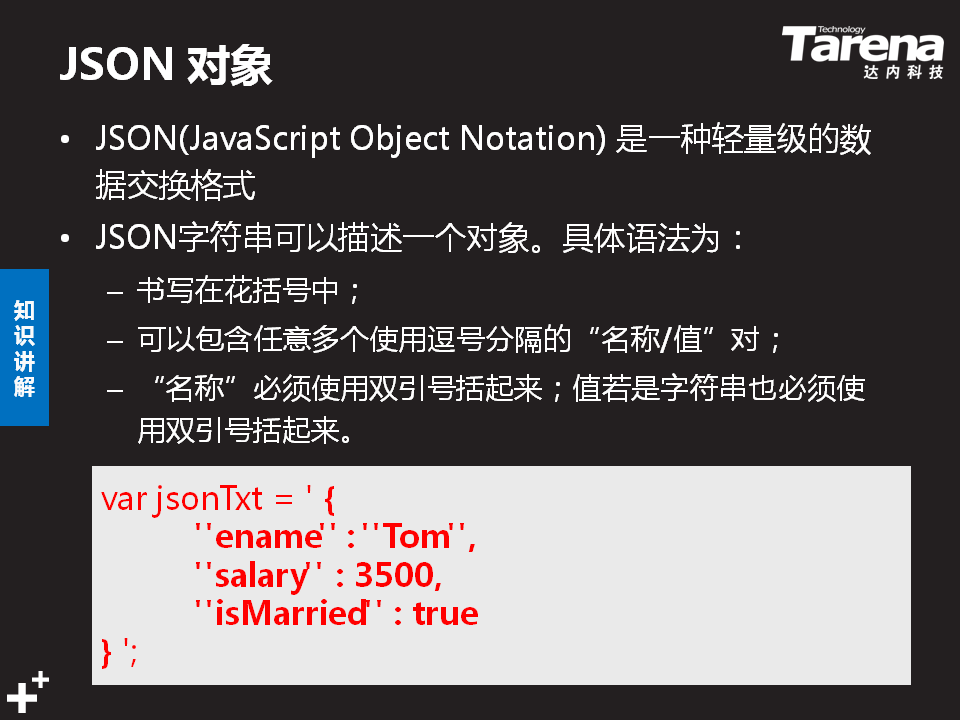 JSON 对象
Technology
Tarena
达内科技
• JSON(JavaScript Object Notation) 是一种轻量级的数
据交换格式
• JSON字符串可以描述一个对象。具体语法为：
– 书写在花括号中；
– 可以包含任意多个使用逗号分隔的“名称/值”对；
– “名称”必须使用双引号括起来；值若是字符串也必须使
用双引号括起来。
知识讲解
var jsonTxt = ' {
''ename'' : ''Tom'',
''salary'' : 3500,
''isMarried'' : true
} ';